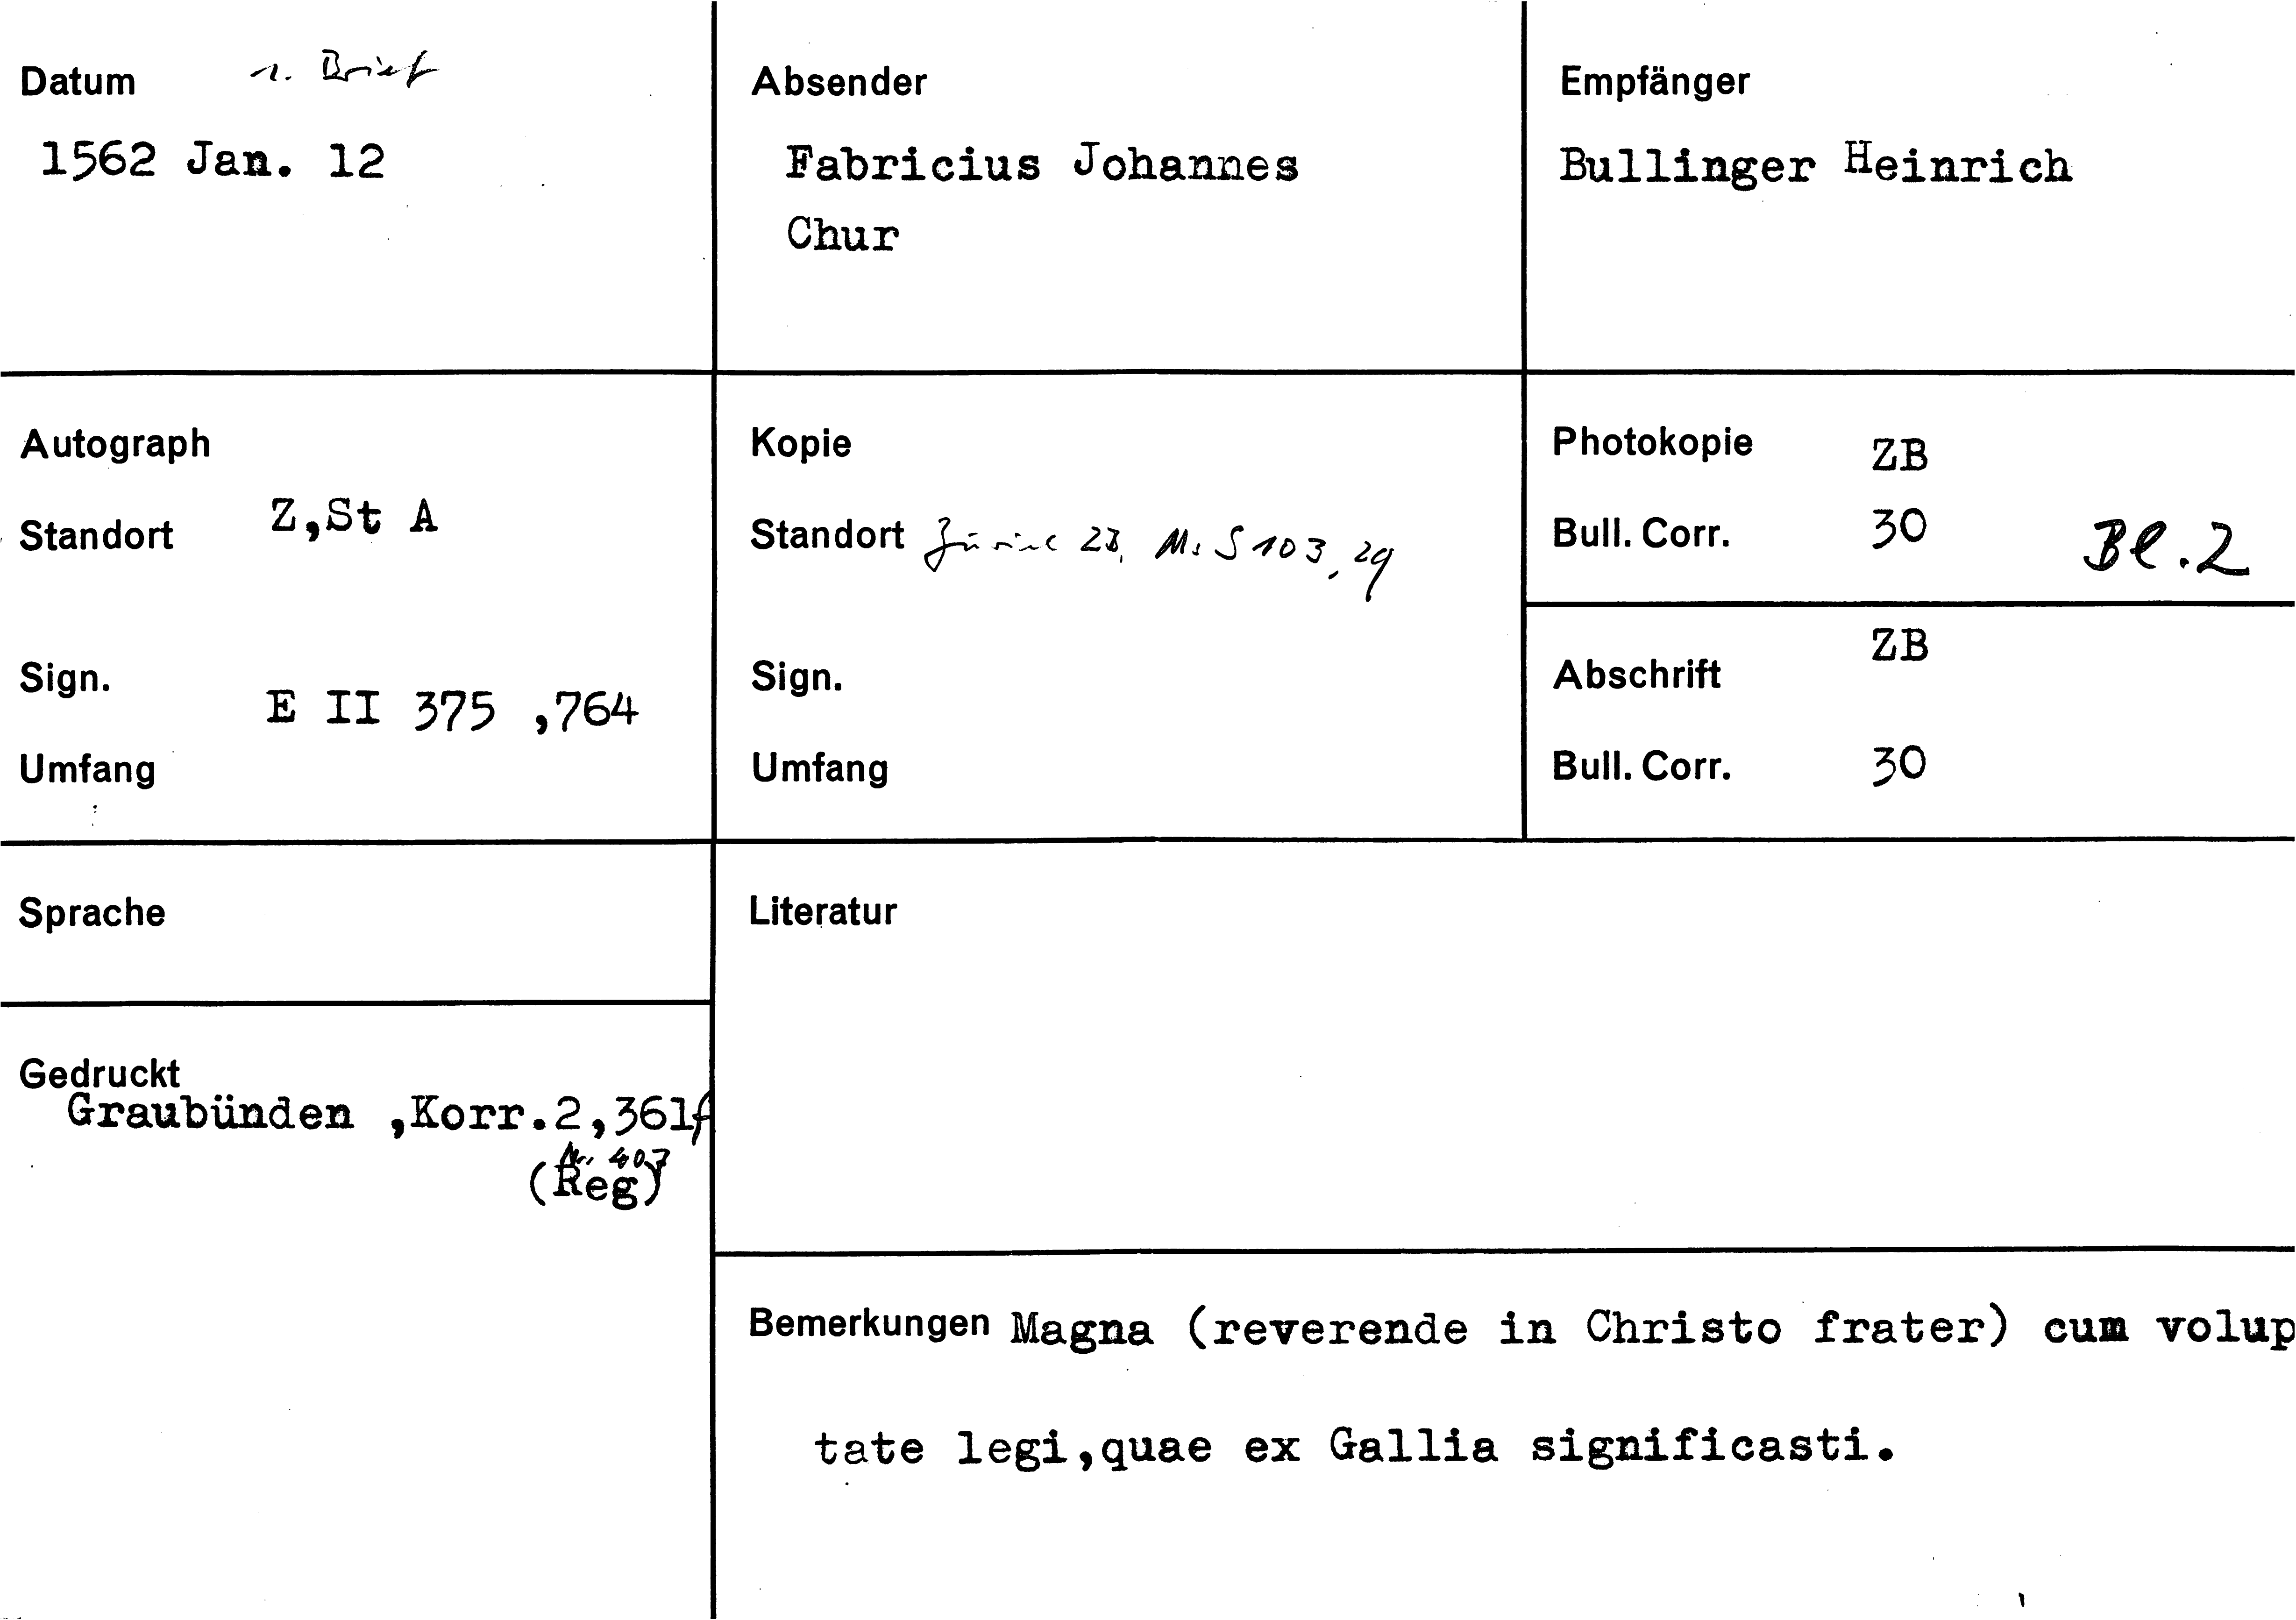 Datum 1. Brief
1562 Jan. 12
Absender
Fabricius Johannes
Chur
Empfänger
Bullinger Heinrich
Autograph
Standort Z,St A
Sign. E II 375 ,764
Umfang
Kopie
Standort Zürich ZB, Ms S 103, 29
Sign.
Umfang
Photokopie ZB
Bull. Corr. 30 Bl.2
Abschrift ZB
Bull. Corr. 30
Sprache
Gedruckt
Graubünden ,Korr.2,361f
Nr. 407
(Reg)
Literatur
Bemerkungen Magna (reverende in Christo frater) cum volup
tate legi,quae ex Gallia significasti.